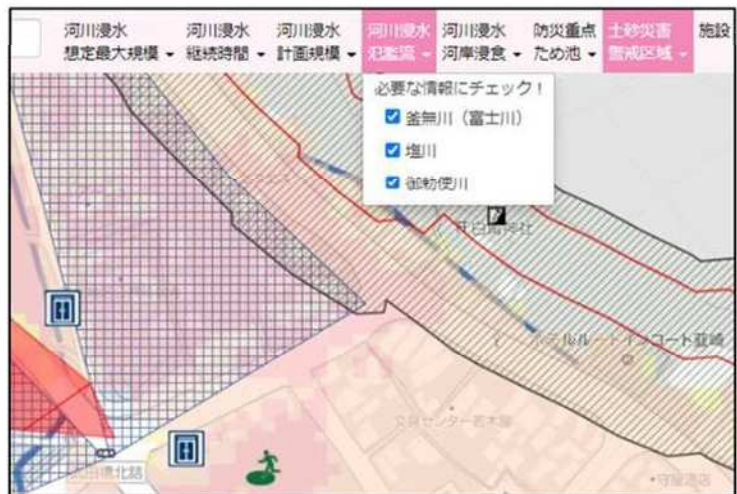 河川浸水 河川浸水 河川浸水 河川浸水 河川浸水 防災重点 土砂災害 施設
想定最大規模 継続時間 計画規模 氾濫流 河岸浸食 ため池 警戒区域
必要な情報にチェック！
釜無川（富士川）
塩川
御勅使川
ホテルルートインコート韮崎